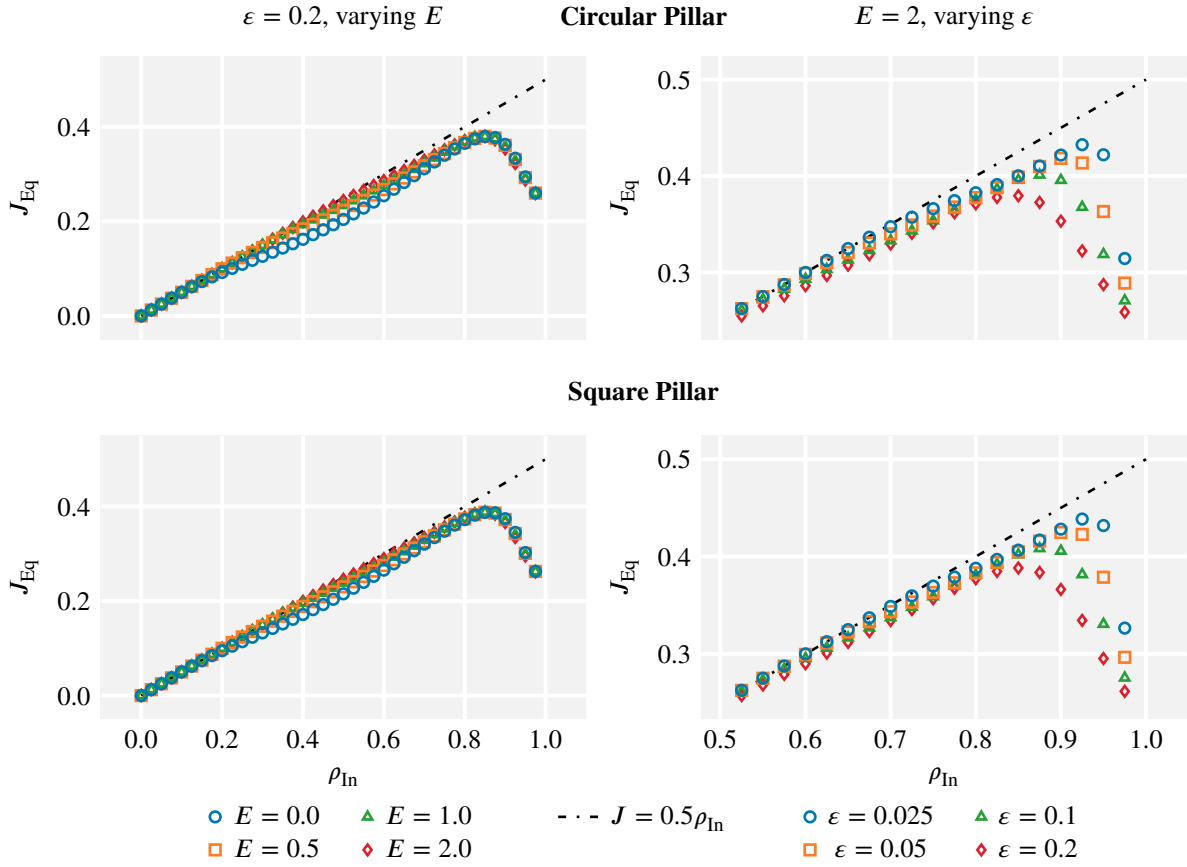 ε = 0.2, varying E
Circular Pillar
E = 2, varying ε
J_Eq
0.4
0.2
0.0
J_Eq
0.5
0.4
0.3
Square Pillar
J_Eq
0.4
0.2
0.0
0.0 0.2 0.4 0.6 0.8 1.0
ρ_In
J_Eq
0.5
0.4
0.3
0.5 0.6 0.7 0.8 0.9 1.0
ρ_In
E = 0.0
E = 1.0
E = 0.5
E = 2.0
J = 0.5ρ_In
ε = 0.025
ε = 0.1
ε = 0.05
ε = 0.2